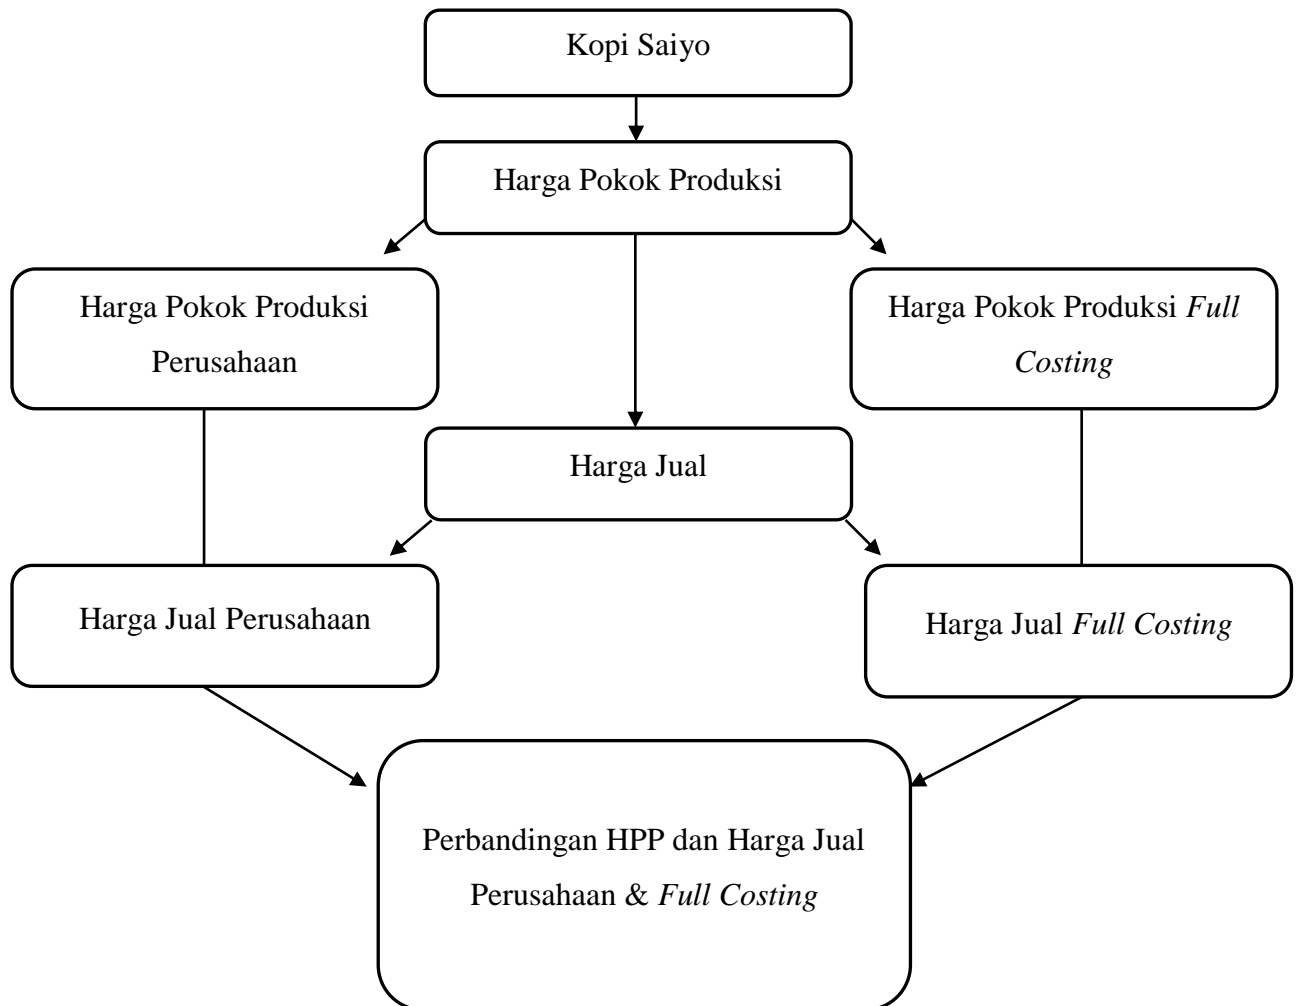 Kopi Saiyo
Harga Pokok Produksi
Harga Pokok Produksi
Perusahaan
Harga Pokok Produksi Full
Costing
Harga Jual
Harga Jual Perusahaan
Harga Jual Full Costing
Perbandingan HPP dan Harga Jual
Perusahaan & Full Costing